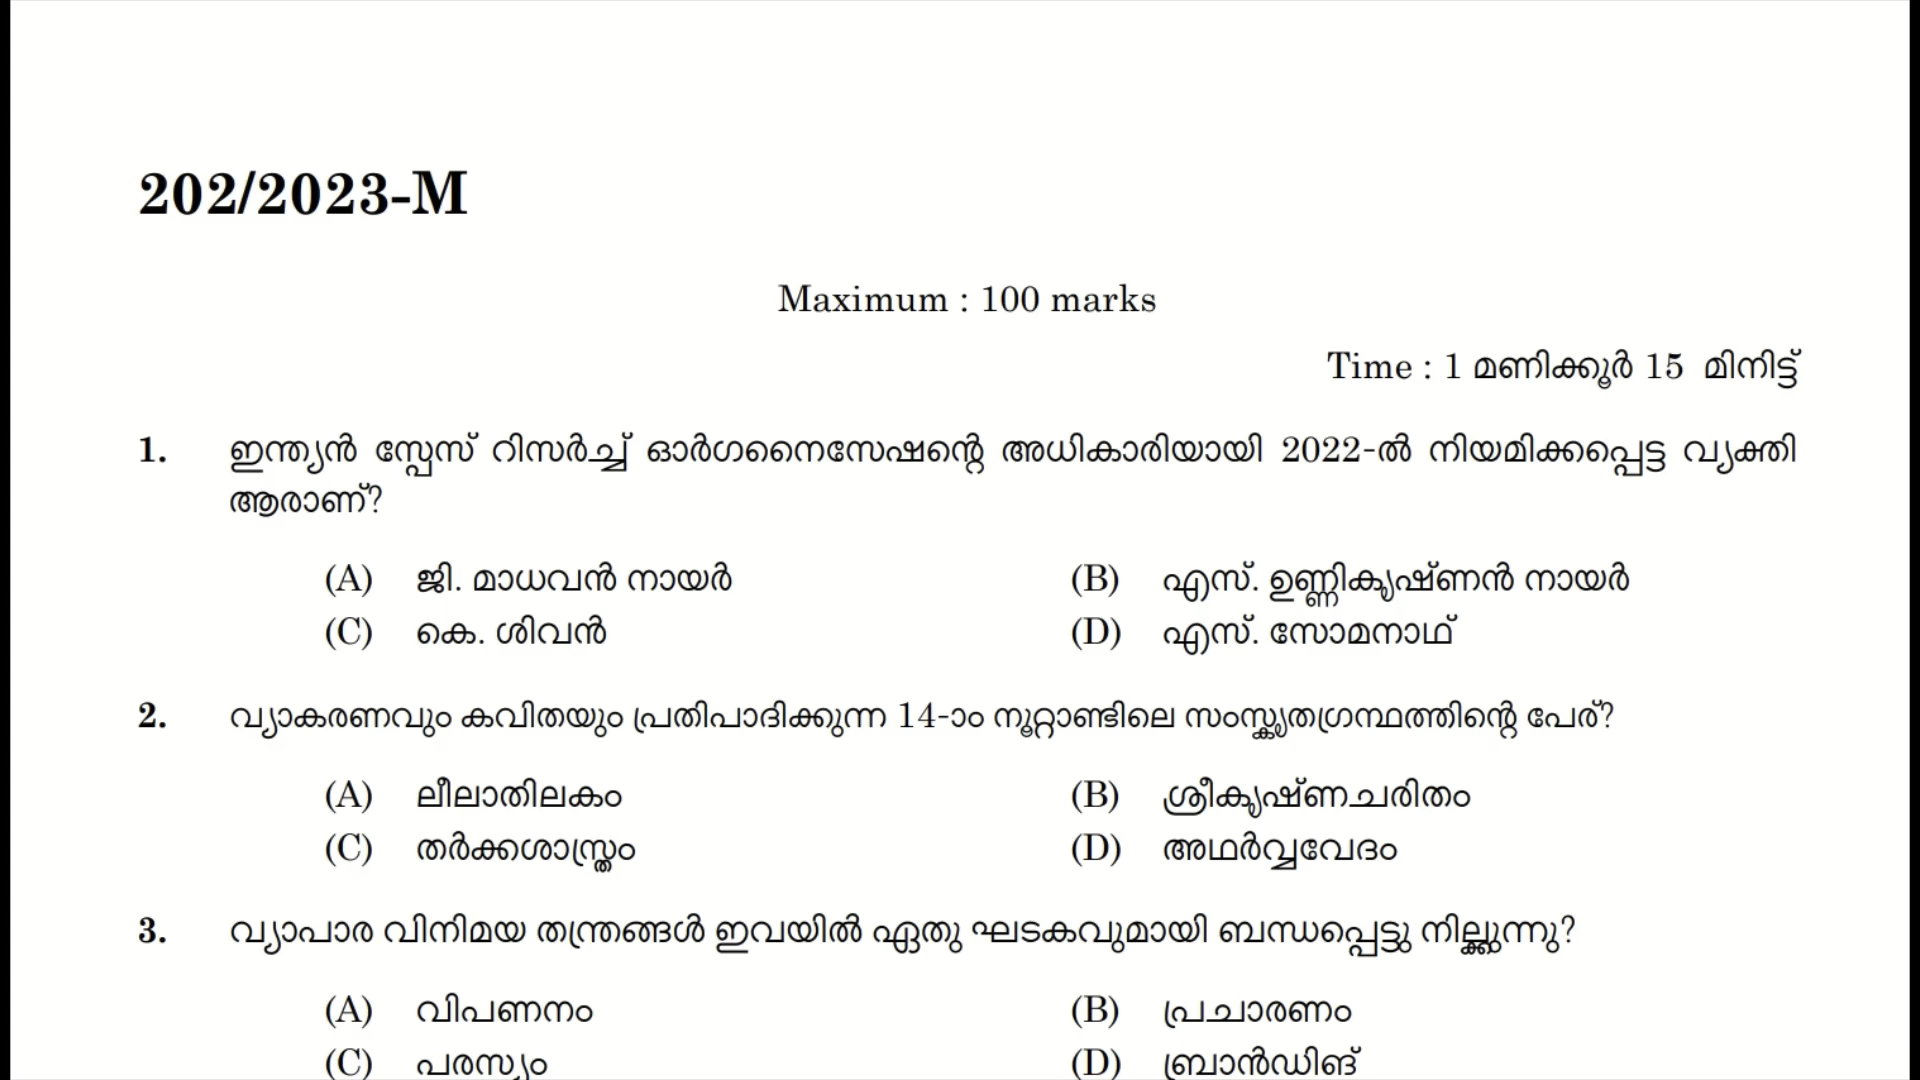 202/2023-M
Maximum : 100 marks
Time : 1 മണിക്കൂർ 15 മിനിട്ട്
1. ഇന്ത്യൻ സ്പേസ് റിസർച്ച് ഓർഗനൈസേഷന്റെ അധികാരിയായി 2022-ൽ നിയമിക്കപ്പെട്ട വ്യക്തി
ആരാണ്?
(A) ജി. മാധവൻ നായർ (B) എസ്. ഉണ്ണികൃഷ്ണൻ നായർ
(C) കെ. ശിവൻ (D) എസ്. സോമനാഥ്
2. വ്യാകരണവും കവിതയും പ്രതിപാദിക്കുന്ന 14-ാം നൂറ്റാണ്ടിലെ സംസ്കൃതഗ്രന്ഥത്തിന്റെ പേര്?
(A) ലീലാതിലകം (B) ശ്രീകൃഷ്ണചരിതം
(C) തർക്കശാസ്ത്രം (D) അഥർവ്വവേദം
3. വ്യാപാര വിനിമയ തന്ത്രങ്ങൾ ഇവയിൽ ഏതു ഘടകവുമായി ബന്ധപ്പെട്ടു നില്ക്കുന്നു?
(A) വിപണനം (B) പ്രചാരണം
(C) പരസ്യം (D) ബ്രാൻഡിങ്